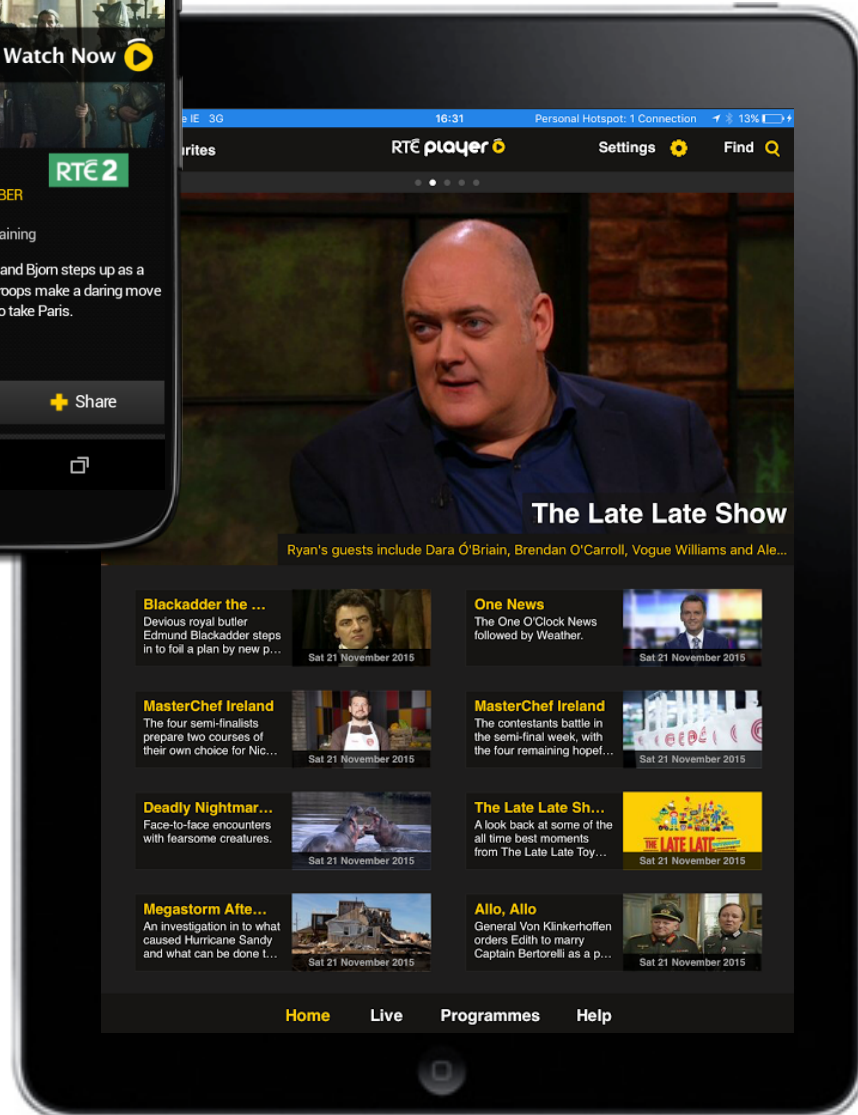 Watch Now
RTÉ 2
BER
aining
and Bjorn steps up as a
roops make a daring move
o take Paris.
Share
e IE 3G
16:31
Personal Hotspot: 1 Connection
13%
urites
RTÉ player
Settings
Find
The Late Late Show
Ryan's guests include Dara Ó'Briain, Brendan O'Carroll, Vogue Williams and Ale...
Blackadder the ...
Devious royal butler
Edmund Blackadder steps
in to foil a plan by new p...
Sat 21 November 2015
One News
The One O'Clock News
followed by Weather.
Sat 21 November 2015
MasterChef Ireland
The four semi-finalists
prepare two courses of
their own choice for Nic...
Sat 21 November 2015
MasterChef Ireland
The contestants battle in
the semi-final week, with
the four remaining hopef...
Sat 21 November 2015
Deadly Nightmar...
Face-to-face encounters
with fearsome creatures.
Sat 21 November 2015
The Late Late Sh...
A look back at some of the
all time best moments
from The Late Late Toy...
THE LATE LATE
Sat 21 November 2015
Megastorm Afte...
An investigation in to what
caused Hurricane Sandy
and what can be done t...
Sat 21 November 2015
Allo, Allo
General Von Klinkerhoffen
orders Edith to marry
Captain Bertorelli as a p...
Sat 21 November 2015
Home
Live
Programmes
Help